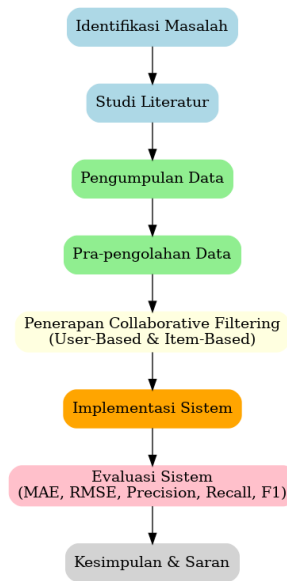 Identifikasi Masalah
Studi Literatur
Pengumpulan Data
Pra-pengolahan Data
Penerapan Collaborative Filtering
(User-Based & Item-Based)
Implementasi Sistem
Evaluasi Sistem
(MAE, RMSE, Precision, Recall, F1)
Kesimpulan & Saran